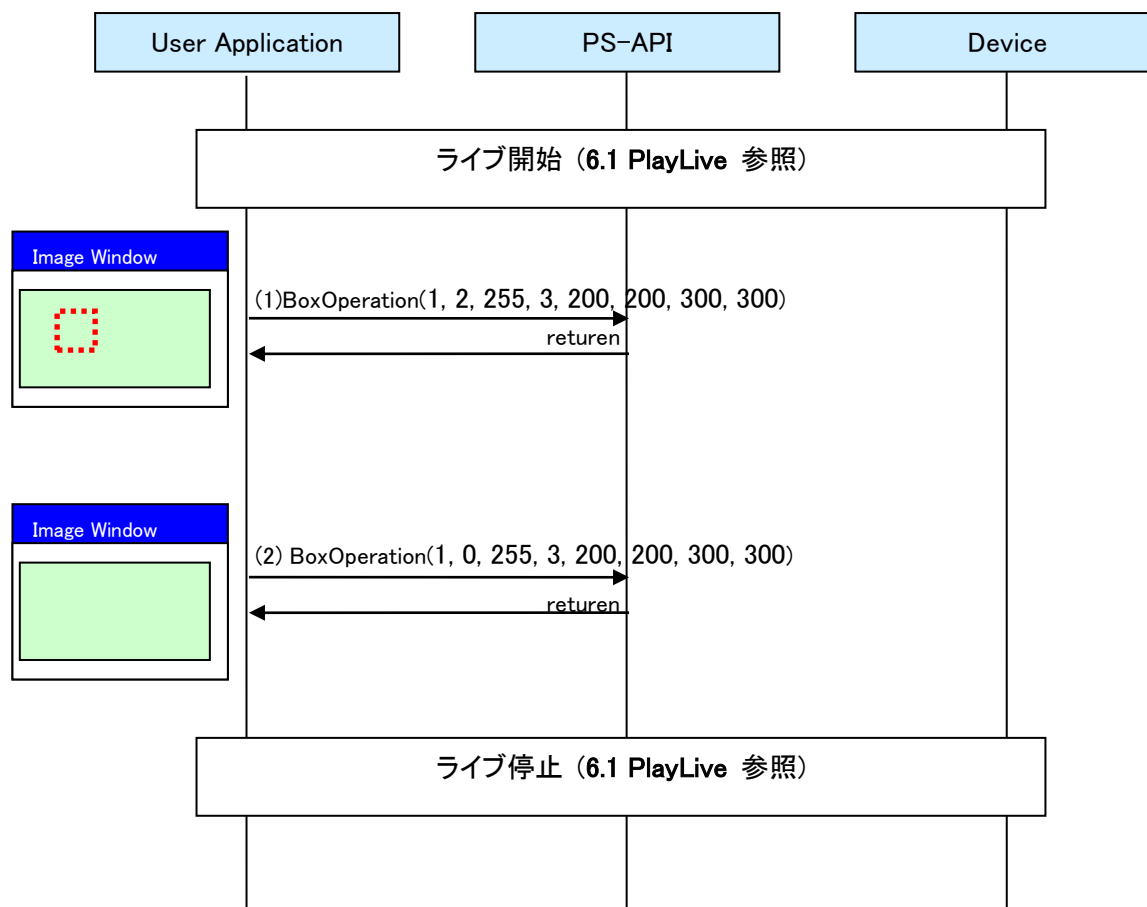 User Application
PS-API
Device
ライブ開始 (6.1 PlayLive 参照)
Image Window
(1)BoxOperation(1, 2, 255, 3, 200, 200, 300, 300)
returen
Image Window
(2) BoxOperation(1, 0, 255, 3, 200, 200, 300, 300)
returen
ライブ停止 (6.1 PlayLive 参照)